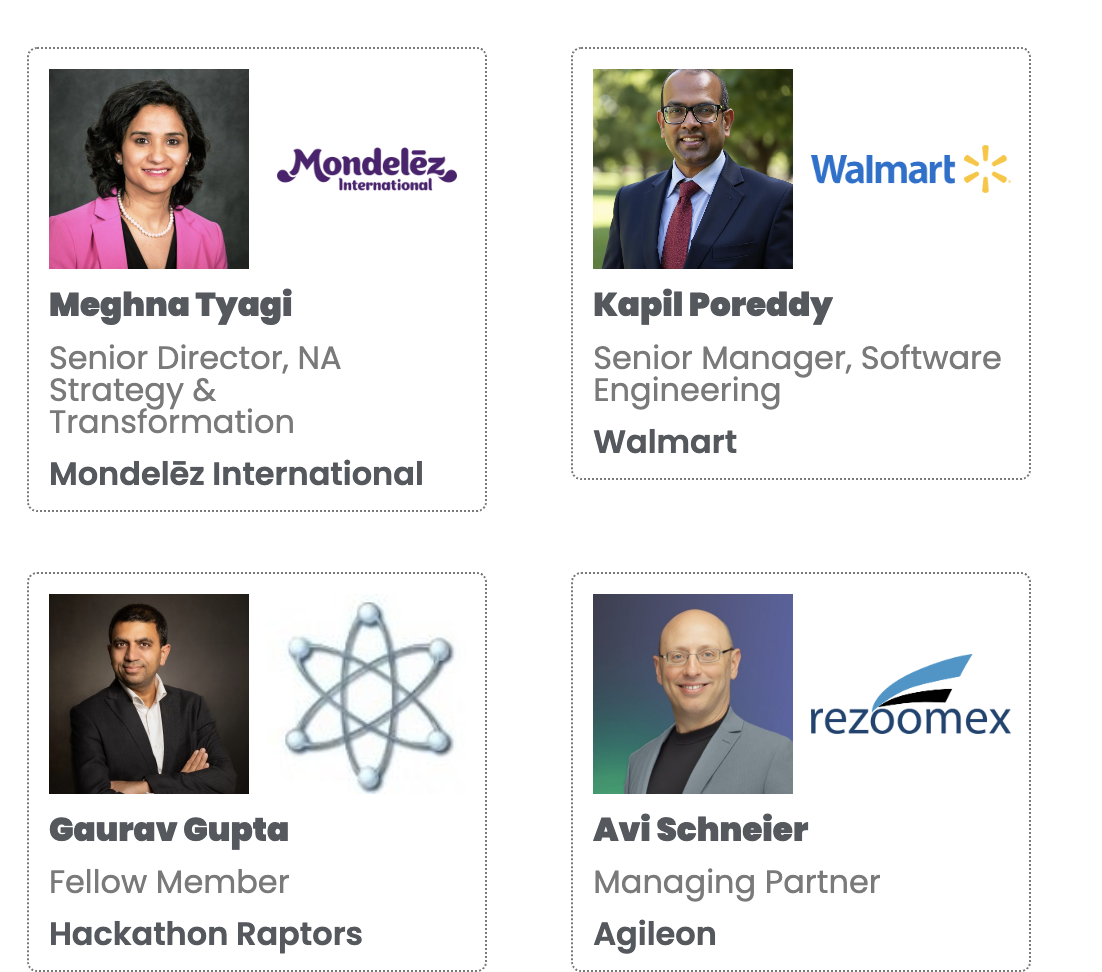 Mondelēz
International
Meghna Tyagi
Senior Director, NA
Strategy &
Transformation
Mondelēz International
Walmart
Kapil Poreddy
Senior Manager, Software
Engineering
Walmart
Gaurav Gupta
Fellow Member
Hackathon Raptors
rezoomex
Avi Schneier
Managing Partner
Agileon